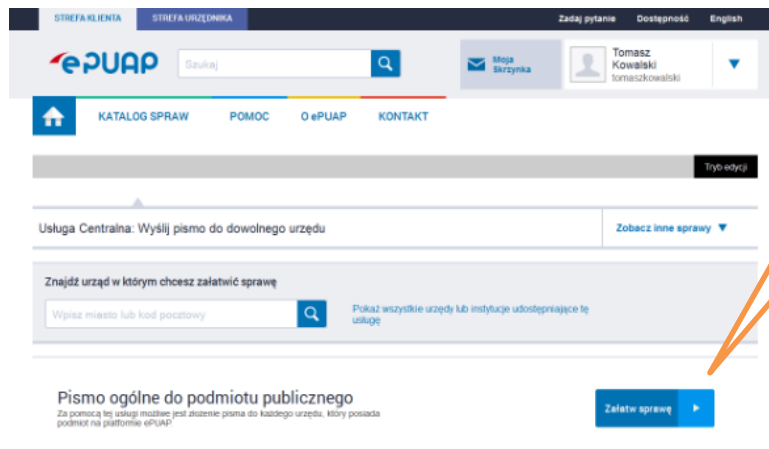 STREFA KLIENTA STREFA URZĘDNIKA Zadaj pytanie Dostępność English
ePUAP Szukaj Moja Skrzynka Tomasz Kowalski tomaszkowalski
KATALOG SPRAW POMOC O ePUAP KONTAKT
Tryb edycji
Usługa Centralna: Wyślij pismo do dowolnego urzędu Zobacz inne sprawy
Znajdź urząd w którym chcesz załatwić sprawę
Wpisz miasto lub kod pocztowy
Pokaż wszystkie urzędy lub instytucje udostępniające tę
usługę
Pismo ogólne do podmiotu publicznego
Za pomocą tej usługi możliwe jest złożenie pisma do każdego urzędu, który posiada
podmiot na platformie ePUAP.
Załatw sprawę